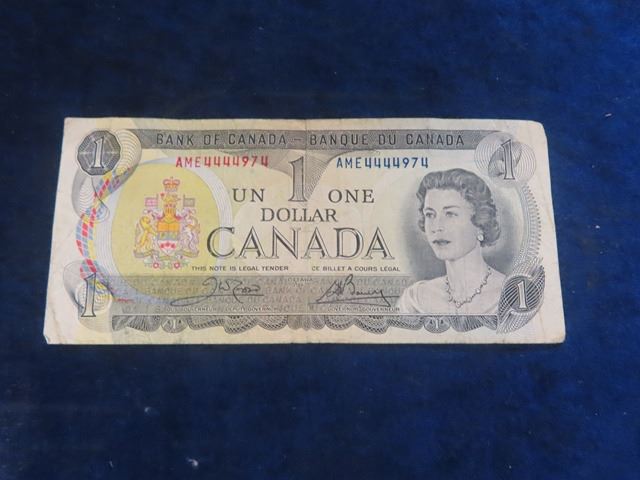 BANK OF CANADA – BANQUE DU CANADA
1 1
AME4444974 AME4444974
UN 1 ONE
DOLLAR
CANADA
THIS NOTE IS LEGAL TENDER CE BILLET A COURS LÉGAL
OTTAWA
1 1